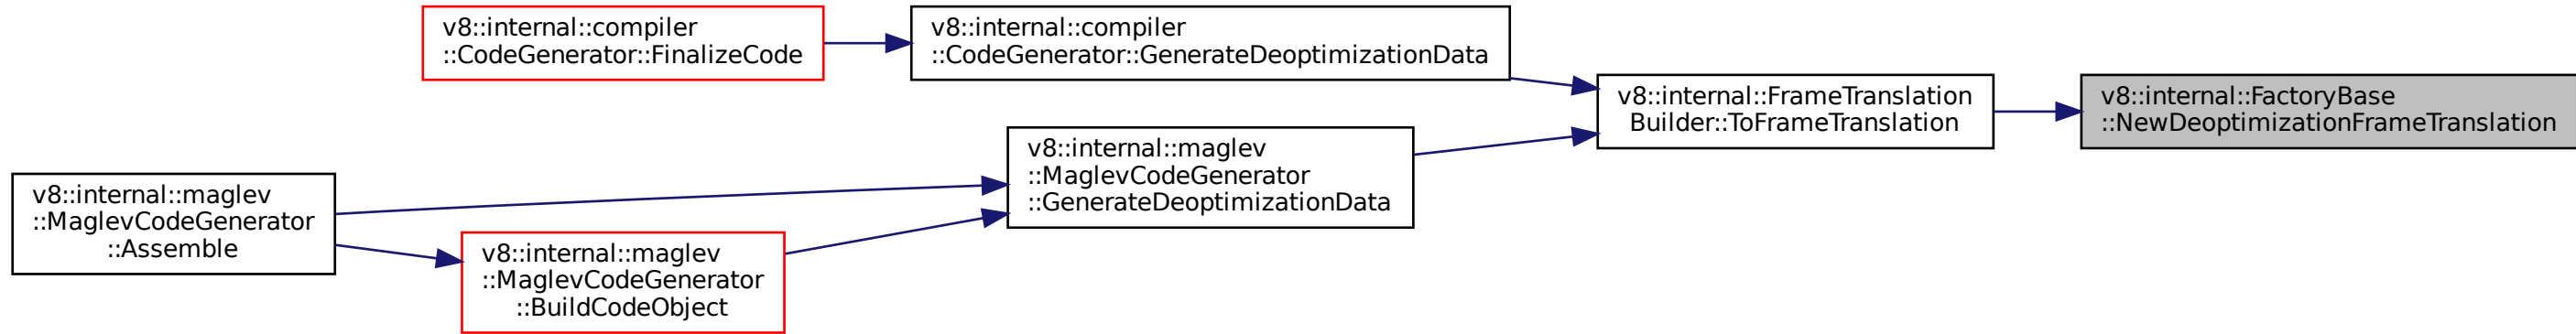 v8::internal::compiler
::CodeGenerator::FinalizeCode
v8::internal::compiler
::CodeGenerator::GenerateDeoptimizationData
v8::internal::FrameTranslation
Builder::ToFrameTranslation
v8::internal::FactoryBase
::NewDeoptimizationFrameTranslation
v8::internal::maglev
::MaglevCodeGenerator
::GenerateDeoptimizationData
v8::internal::maglev
::MaglevCodeGenerator
::Assemble
v8::internal::maglev
::MaglevCodeGenerator
::BuildCodeObject